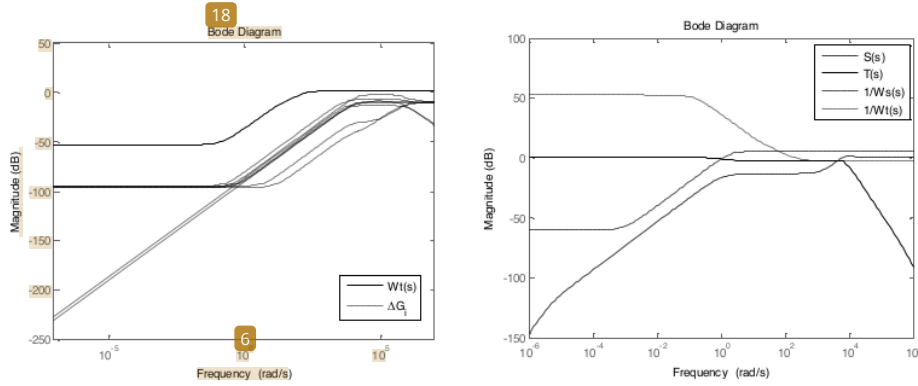 18
Bode Diagram
50
0
-50
-100
-150
-200
-250
Magnitude (dB)
Wt(s)
ΔGi
10^-5
6
10
10^5
Frequency (rad/s)
Bode Diagram
100
50
0
-50
-100
-150
Magnitude (dB)
S(s)
T(s)
1/Ws(s)
1/Wt(s)
10^-6
10^-4
10^-2
10^0
10^2
10^4
10
Frequency (rad/s)